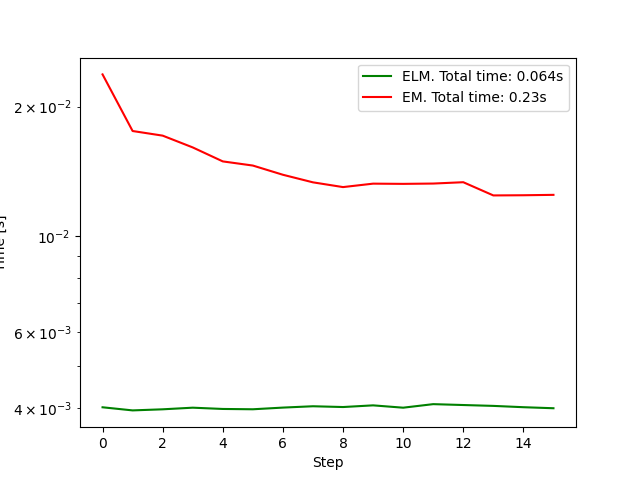 ELM. Total time: 0.064s
EM. Total time: 0.23s
2 × 10⁻²
10⁻²
6 × 10⁻³
4 × 10⁻³
0 2 4 6 8 10 12 14
Step